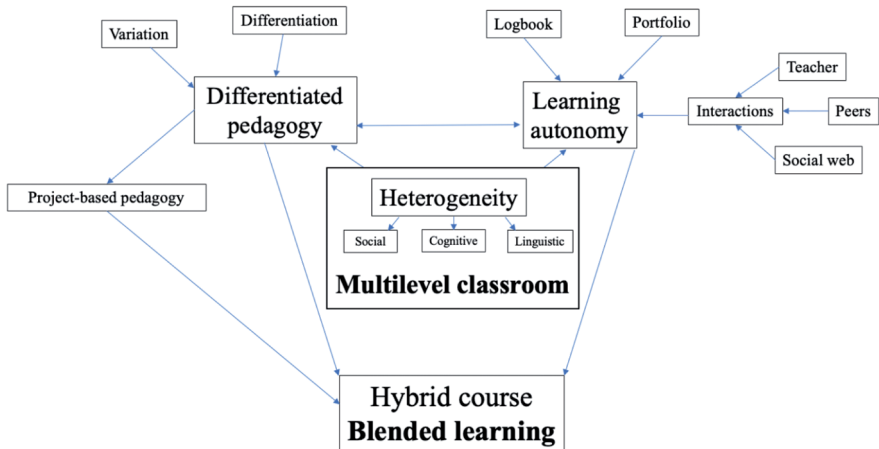 Variation
Differentiation
Logbook
Portfolio
Differentiated
pedagogy
Learning
autonomy
Teacher
Interactions
Peers
Social web
Project-based pedagogy
Heterogeneity
Social
Cognitive
Linguistic
Multilevel classroom
Hybrid course
Blended learning